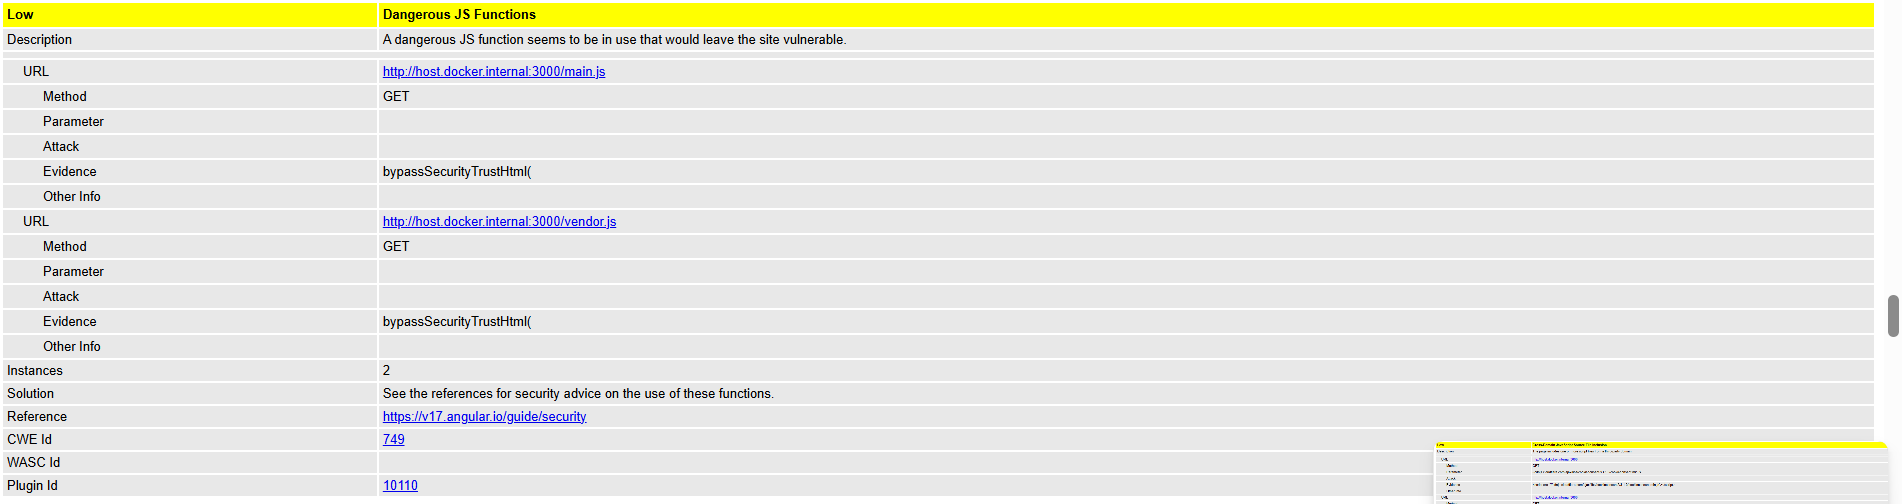 Low Dangerous JS Functions
Description A dangerous JS function seems to be in use that would leave the site vulnerable.
URL http://host.docker.internal:3000/main.js
Method GET
Parameter
Attack
Evidence bypassSecurityTrustHtml(
Other Info
URL http://host.docker.internal:3000/vendor.js
Method GET
Parameter
Attack
Evidence bypassSecurityTrustHtml(
Other Info
Instances 2
Solution See the references for security advice on the use of these functions.
Reference https://v17.angular.io/guide/security
CWE Id 749
WASC Id
Plugin Id 10110